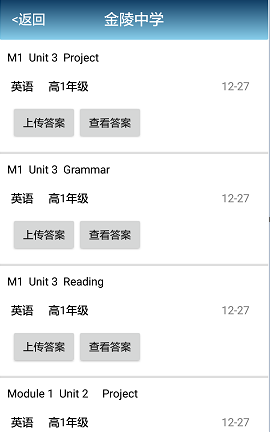 <返回 金陵中学
M1 Unit 3 Project
英语 高1年级 12-27
上传答案 查看答案
M1 Unit 3 Grammar
英语 高1年级 12-27
上传答案 查看答案
M1 Unit 3 Reading
英语 高1年级 12-27
上传答案 查看答案
Module 1 Unit 2 Project
英语 高1年级 12-27